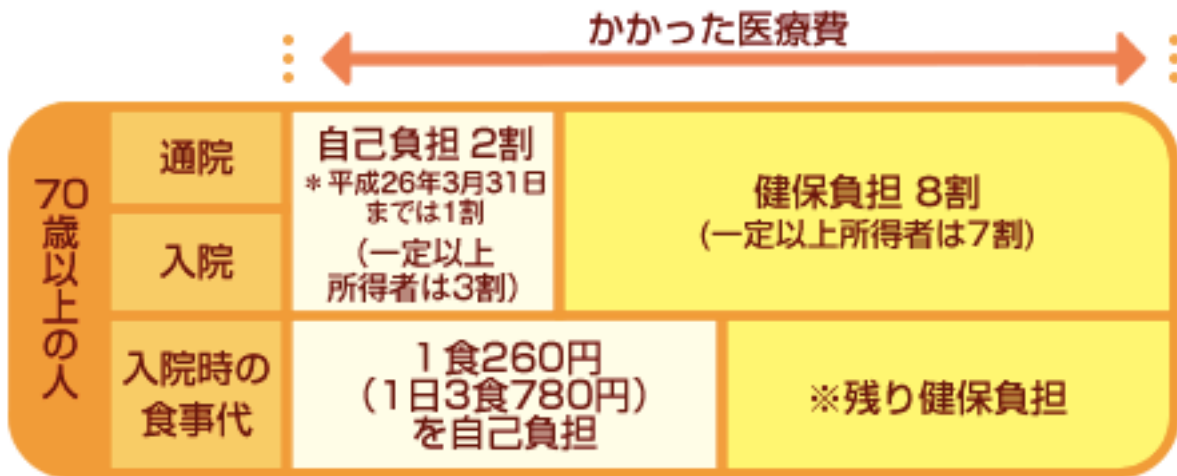 かかった医療費
70歳以上の人
通院
自己負担 2割
＊平成26年3月31日
までは1割
（一定以上
所得者は3割）
健保負担 8割
(一定以上所得者は7割)
入院
入院時の
食事代
1食260円
（1日3食780円）
を自己負担
※残り健保負担